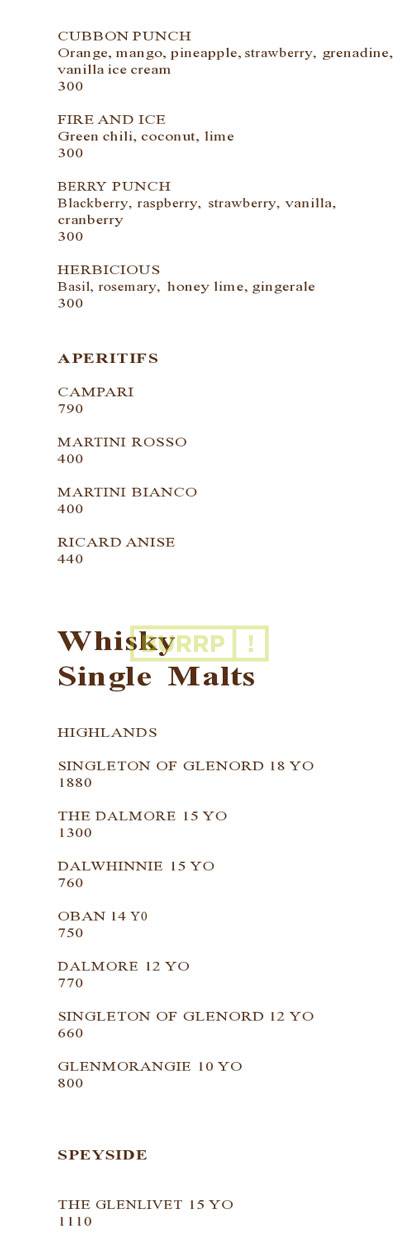 CUBBON PUNCH
Orange, mango, pineapple, strawberry, grenadine,
vanilla ice cream
300
FIRE AND ICE
Green chili, coconut, lime
300
BERRY PUNCH
Blackberry, raspberry, strawberry, vanilla,
cranberry
300
HERBICIOUS
Basil, rosemary, honey lime, gingerale
300
APERITIFS
CAMPARI
790
MARTINI ROSSO
400
MARTINI BIANCO
400
RICARD ANISE
440
Whisky
BURRP !
Single Malts
HIGHLANDS
SINGLETON OF GLENORD 18 YO
1880
THE DALMORE 15 YO
1300
DALWHINNIE 15 YO
760
OBAN 14 Y0
750
DALMORE 12 YO
770
SINGLETON OF GLENORD 12 YO
660
GLENMORANGIE 10 YO
800
SPEYSIDE
THE GLENLIVET 15 YO
1110